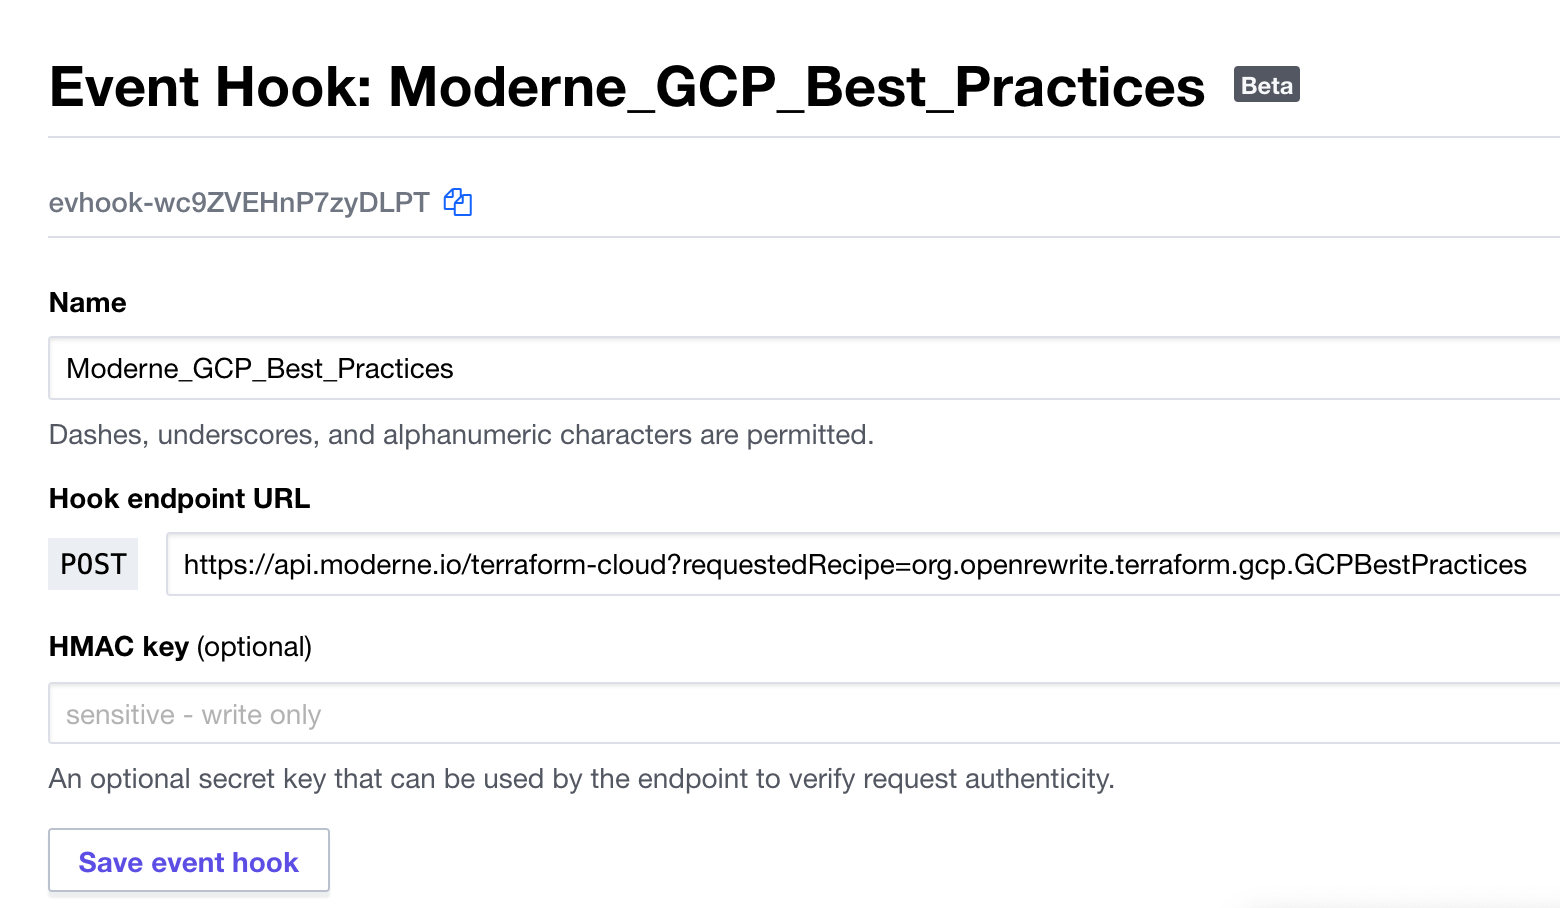 Event Hook: Moderne_GCP_Best_Practices Beta
evhook-wc9ZVEHnP7zyDLPT
Name
Moderne_GCP_Best_Practices
Dashes, underscores, and alphanumeric characters are permitted.
Hook endpoint URL
POST https://api.moderne.io/terraform-cloud?requestedRecipe=org.openrewrite.terraform.gcp.GCPBestPractices
HMAC key (optional)
sensitive - write only
An optional secret key that can be used by the endpoint to verify request authenticity.
Save event hook